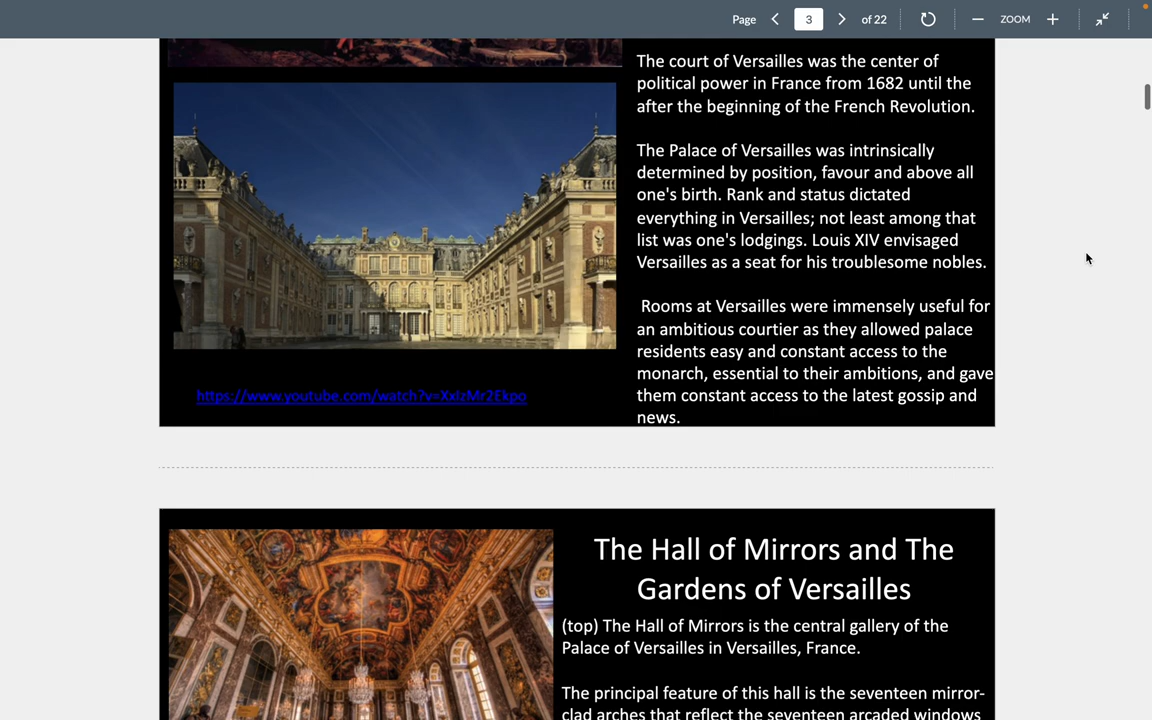 Page 3 of 22 ZOOM
The court of Versailles was the center of
political power in France from 1682 until the
after the beginning of the French Revolution.
The Palace of Versailles was intrinsically
determined by position, favour and above all
one's birth. Rank and status dictated
everything in Versailles; not least among that
list was one's lodgings. Louis XIV envisaged
Versailles as a seat for his troublesome nobles.
Rooms at Versailles were immensely useful for
an ambitious courtier as they allowed palace
residents easy and constant access to the
monarch, essential to their ambitions, and gave
them constant access to the latest gossip and
news.
https://www.youtube.com/watch?v=XxIzMr2Ekpo
The Hall of Mirrors and The
Gardens of Versailles
(top) The Hall of Mirrors is the central gallery of the
Palace of Versailles in Versailles, France.
The principal feature of this hall is the seventeen mirror-
clad arches that reflect the seventeen arcaded windows